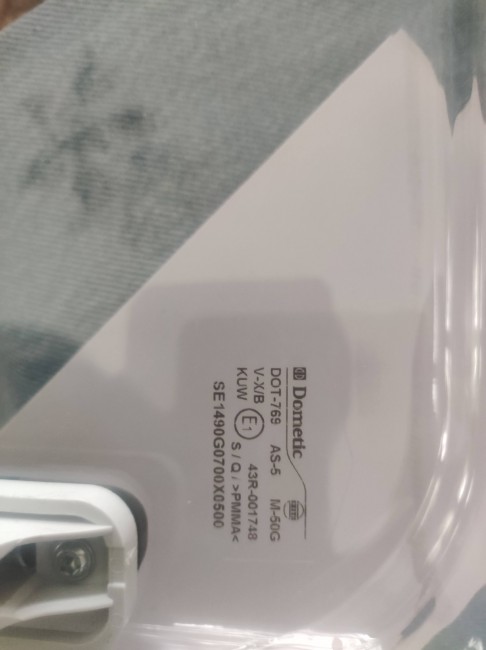 Dometic
DOT-769 AS-5 M-50G
V-X/B 43R-001748
KUW E1 S / Q / >PMMA<
SE1490G0700X0500